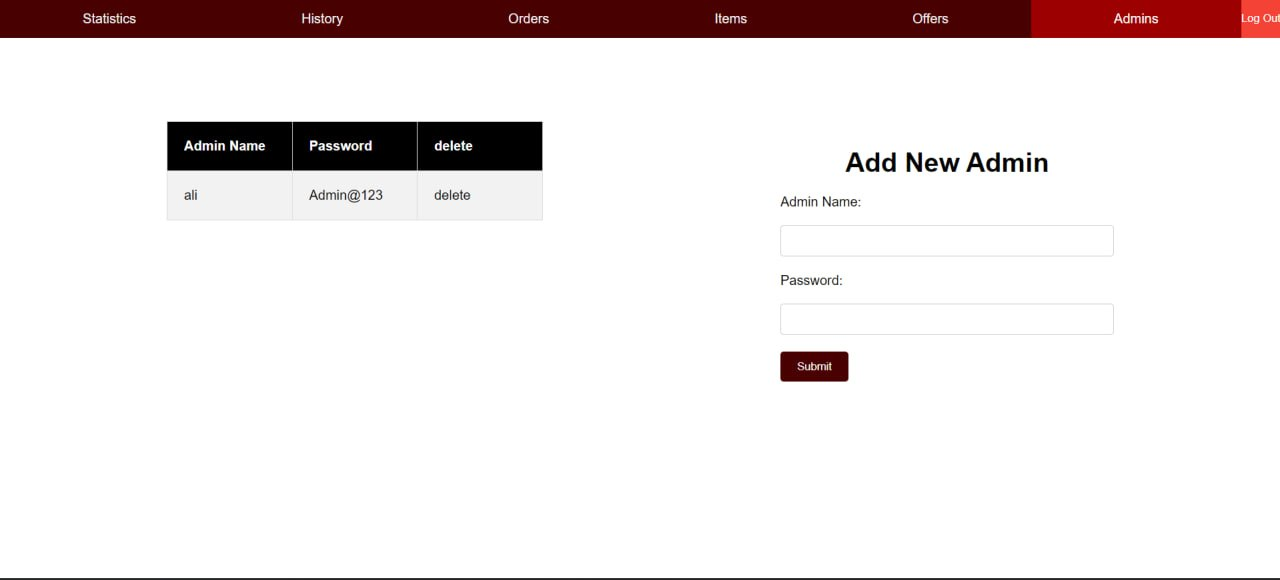 Statistics History Orders Items Offers Admins Log Out
Admin Name Password delete
ali Admin@123 delete
Add New Admin
Admin Name:
Password:
Submit